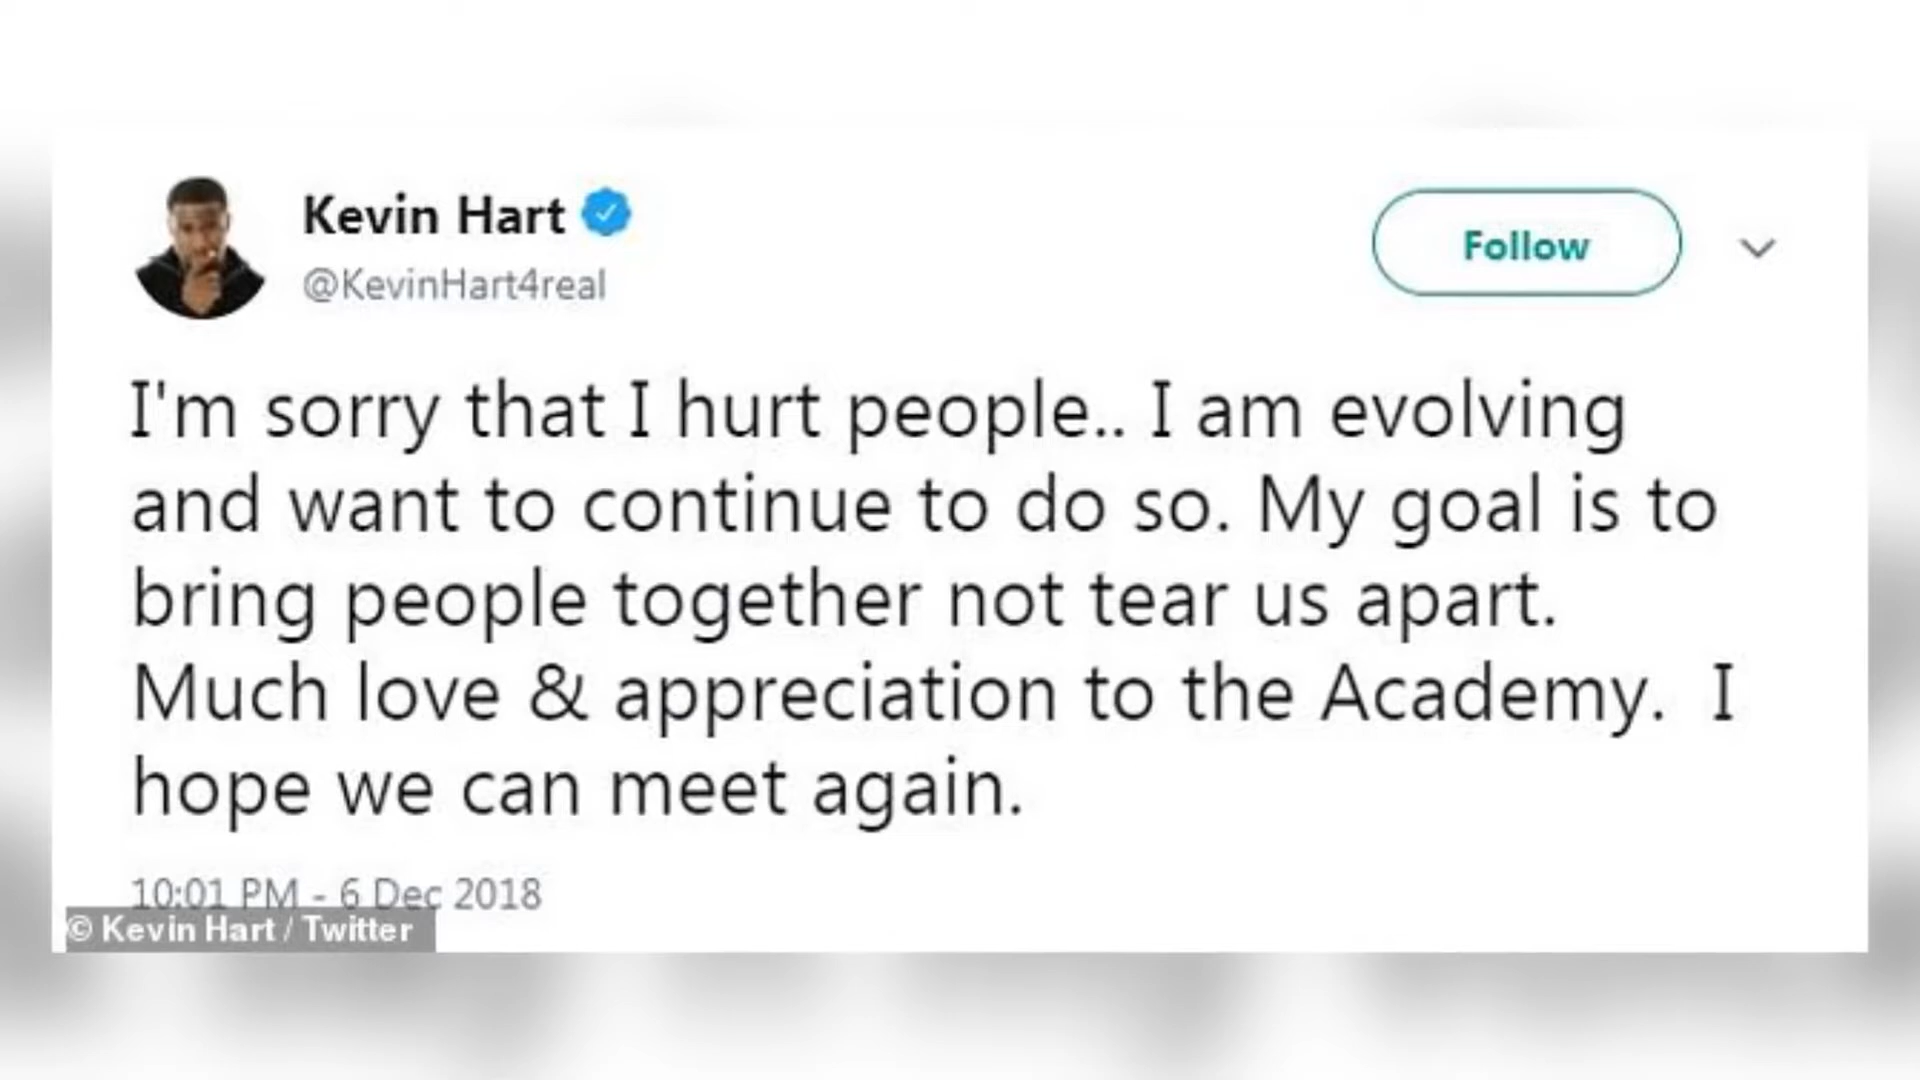 Kevin Hart
@KevinHart4real
Follow
I'm sorry that I hurt people.. I am evolving
and want to continue to do so. My goal is to
bring people together not tear us apart.
Much love & appreciation to the Academy.  I
hope we can meet again.
10:01 PM - 6 Dec 2018
© Kevin Hart / Twitter